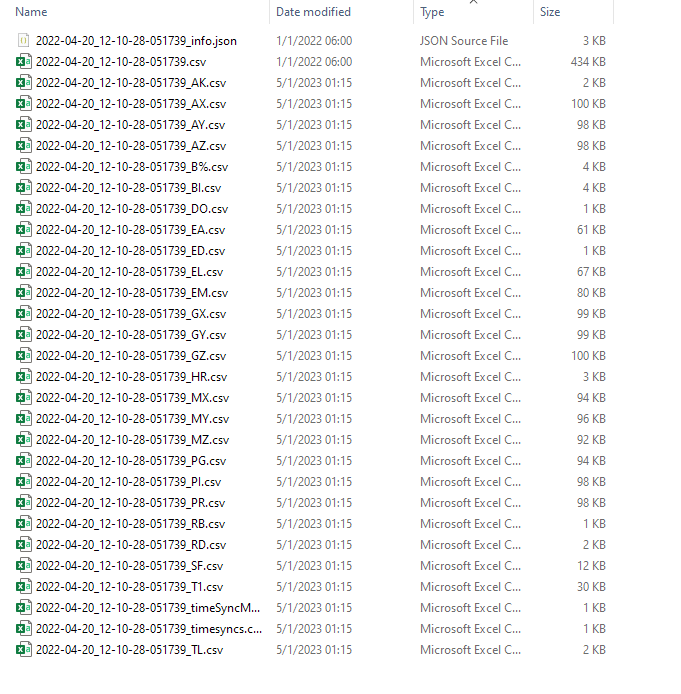 Name Date modified Type Size
2022-04-20_12-10-28-051739_info.json 1/1/2022 06:00 JSON Source File 3 KB
2022-04-20_12-10-28-051739.csv 1/1/2022 06:00 Microsoft Excel C... 434 KB
2022-04-20_12-10-28-051739_AK.csv 5/1/2023 01:15 Microsoft Excel C... 2 KB
2022-04-20_12-10-28-051739_AX.csv 5/1/2023 01:15 Microsoft Excel C... 100 KB
2022-04-20_12-10-28-051739_AY.csv 5/1/2023 01:15 Microsoft Excel C... 98 KB
2022-04-20_12-10-28-051739_AZ.csv 5/1/2023 01:15 Microsoft Excel C... 98 KB
2022-04-20_12-10-28-051739_B%.csv 5/1/2023 01:15 Microsoft Excel C... 4 KB
2022-04-20_12-10-28-051739_BI.csv 5/1/2023 01:15 Microsoft Excel C... 4 KB
2022-04-20_12-10-28-051739_DO.csv 5/1/2023 01:15 Microsoft Excel C... 1 KB
2022-04-20_12-10-28-051739_EA.csv 5/1/2023 01:15 Microsoft Excel C... 61 KB
2022-04-20_12-10-28-051739_ED.csv 5/1/2023 01:15 Microsoft Excel C... 1 KB
2022-04-20_12-10-28-051739_EL.csv 5/1/2023 01:15 Microsoft Excel C... 67 KB
2022-04-20_12-10-28-051739_EM.csv 5/1/2023 01:15 Microsoft Excel C... 80 KB
2022-04-20_12-10-28-051739_GX.csv 5/1/2023 01:15 Microsoft Excel C... 99 KB
2022-04-20_12-10-28-051739_GY.csv 5/1/2023 01:15 Microsoft Excel C... 99 KB
2022-04-20_12-10-28-051739_GZ.csv 5/1/2023 01:15 Microsoft Excel C... 100 KB
2022-04-20_12-10-28-051739_HR.csv 5/1/2023 01:15 Microsoft Excel C... 3 KB
2022-04-20_12-10-28-051739_MX.csv 5/1/2023 01:15 Microsoft Excel C... 94 KB
2022-04-20_12-10-28-051739_MY.csv 5/1/2023 01:15 Microsoft Excel C... 96 KB
2022-04-20_12-10-28-051739_MZ.csv 5/1/2023 01:15 Microsoft Excel C... 92 KB
2022-04-20_12-10-28-051739_PG.csv 5/1/2023 01:15 Microsoft Excel C... 94 KB
2022-04-20_12-10-28-051739_PI.csv 5/1/2023 01:15 Microsoft Excel C... 98 KB
2022-04-20_12-10-28-051739_PR.csv 5/1/2023 01:15 Microsoft Excel C... 98 KB
2022-04-20_12-10-28-051739_RB.csv 5/1/2023 01:15 Microsoft Excel C... 1 KB
2022-04-20_12-10-28-051739_RD.csv 5/1/2023 01:15 Microsoft Excel C... 2 KB
2022-04-20_12-10-28-051739_SF.csv 5/1/2023 01:15 Microsoft Excel C... 12 KB
2022-04-20_12-10-28-051739_T1.csv 5/1/2023 01:15 Microsoft Excel C... 30 KB
2022-04-20_12-10-28-051739_timeSyncM... 5/1/2023 01:15 Microsoft Excel C... 1 KB
2022-04-20_12-10-28-051739_timesyncs.c... 5/1/2023 01:15 Microsoft Excel C... 1 KB
2022-04-20_12-10-28-051739_TL.csv 5/1/2023 01:15 Microsoft Excel C... 2 KB